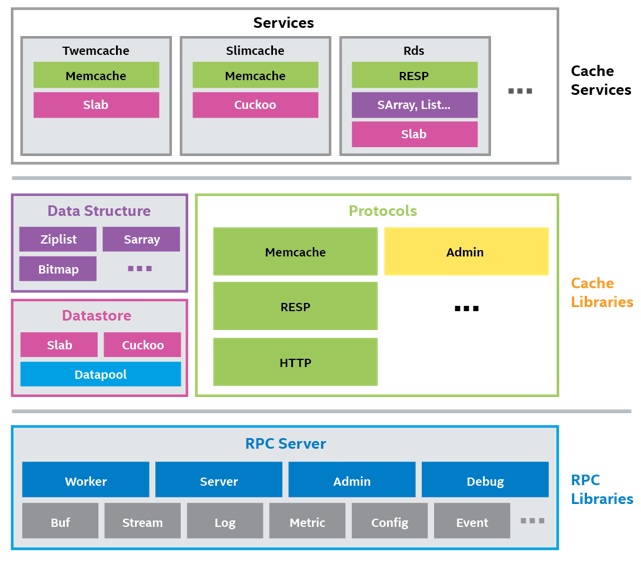 Services
Twemcache
Memcache
Slab
Slimcache
Memcache
Cuckoo
Rds
RESP
SArray, List...
Slab
...
Cache
Services
Data Structure
Ziplist
Sarray
Bitmap
...
Datastore
Slab
Cuckoo
Datapool
Protocols
Memcache
Admin
RESP
...
HTTP
Cache
Libraries
RPC Server
Worker
Server
Admin
Debug
Buf
Stream
Log
Metric
Config
Event
...
RPC
Libraries